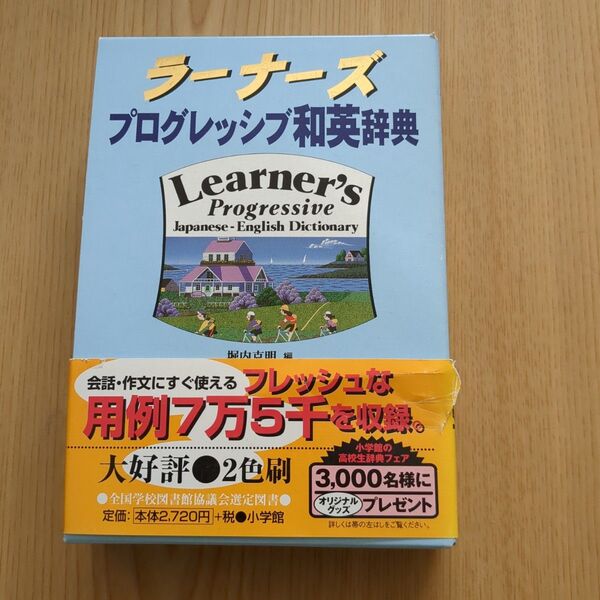 ラーナーズ
プログレッシブ和英辞典
Learner's
Progressive
Japanese-English Dictionary
堀内克明 編
会話・作文にすぐ使える フレッシュな
用例7万5千を収録。
大好評●2色刷
●全国学校図書館協議会選定図書●
定価:本体2,720円+税●小学館
小学館の
高校生辞典フェア
3,000名様に
オリジナル
グッズ プレゼント
詳しくは帯の左はしをご覧ください。